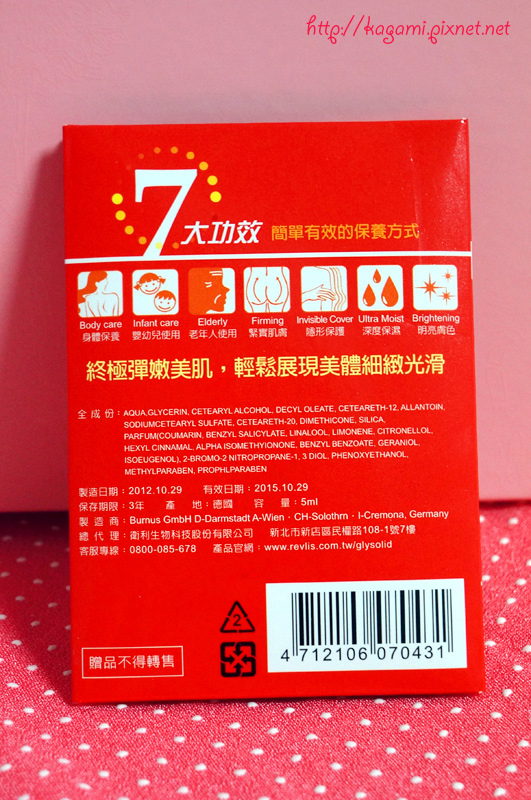 http://kagami.pixnet.net
7大功效 簡單有效的保養方式
Body care Infant care Elderly Firming Invisible Cover Ultra Moist Brightening
身體保養 嬰幼兒使用 老年人使用 緊實肌膚 隱形保護 深度保濕 明亮膚色
終極彈嫩美肌，輕鬆展現美體細緻光滑
全成份：AQUA,GLYCERIN, CETEARYL ALCOHOL, DECYL OLEATE, CETEARETH-12, ALLANTOIN,
SODIUMCETEARYL SULFATE, CETEARETH-20, DIMETHICONE, SILICA,
PARFUM(COUMARIN, BENZYL SALICYLATE, LINALOOL, LIMONENE, CITRONELLOL,
HEXYL CINNAMAL, ALPHA ISOMETHYIONONE, BENZYL BENZOATE, GERANIOL,
ISOEUGENOL), 2-BROMO-2 NITROPROPANE-1, 3 DIOL, PHENOXYETHANOL,
METHYLPARABEN, PROPHLPARABEN
製造日期：2012.10.29 有效日期：2015.10.29
保存期限：3年 產地：德國 容量：5ml
製造商：Burnus GmbH D-Darmstadt A-Wien．CH-Solothrn．I-Cremona, Germany
總代理：衛利生物科技股份有限公司 新北市新店區民權路108-1號7樓
客服專線：0800-085-678 產品官網：www.revlis.com.tw/glysolid
2
贈品不得轉售
4 712106 070431